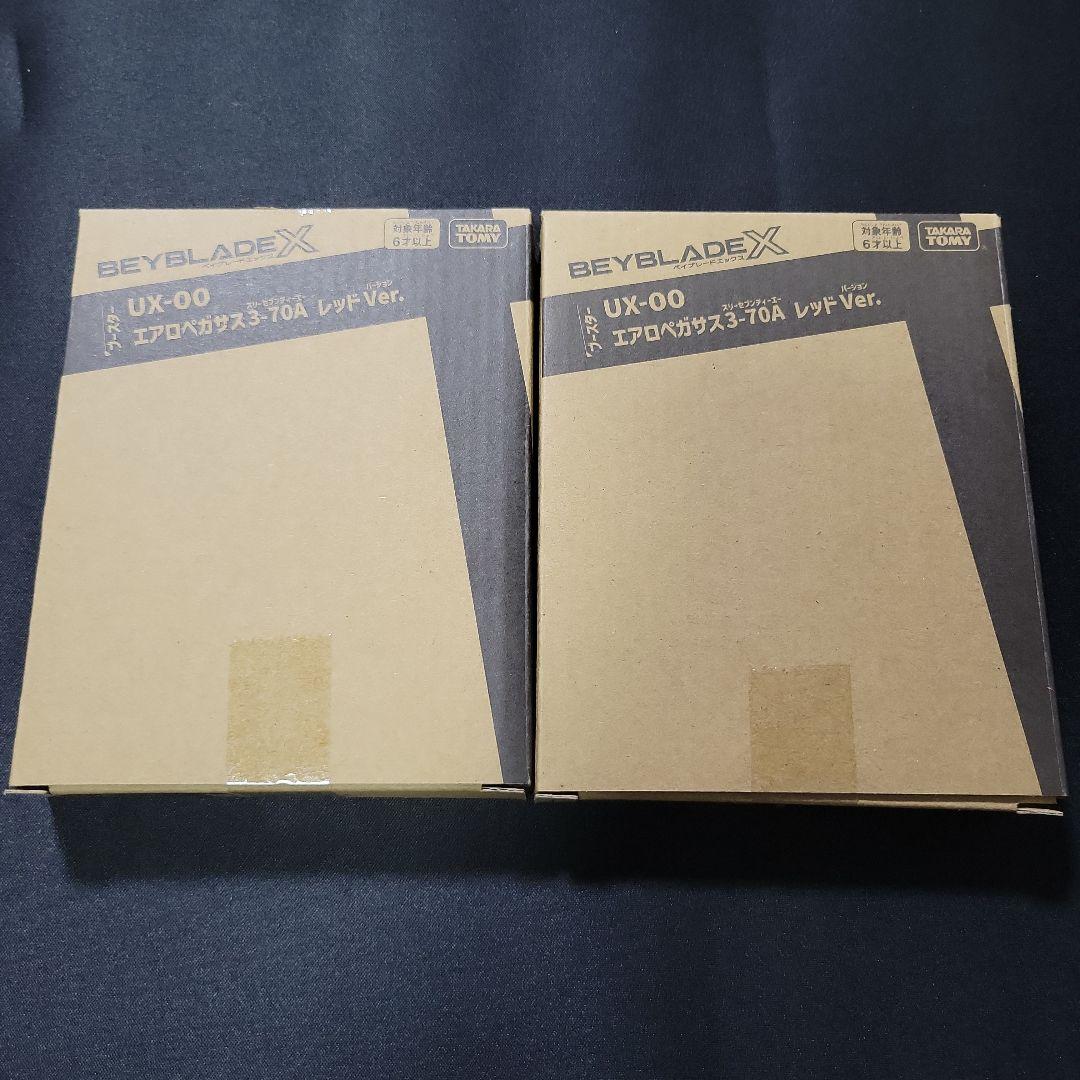 BEYBLADE X
ベイブレードエックス
対象年齢
6才以上
TAKARA
TOMY
ブースター
UX-00
スリーセブンティーエー
バージョン
エアロペガサス3-70A レッドVer.
BEYBLADE X
ベイブレードエックス
対象年齢
6才以上
TAKARA
TOMY
ブースター
UX-00
スリーセブンティーエー
バージョン
エアロペガサス3-70A レッドVer.